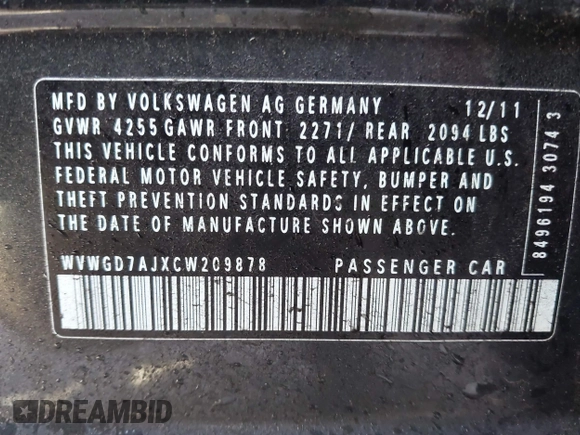 MFD BY VOLKSWAGEN AG GERMANY 12/11
GVWR 4255 GAWR FRONT 2271/ REAR 2094 LBS
THIS VEHICLE CONFORMS TO ALL APPLICABLE U.S.
FEDERAL MOTOR VEHICLE SAFETY, BUMPER AND
THEFT PREVENTION STANDARDS IN EFFECT ON
THE DATE OF MANUFACTURE SHOWN ABOVE.
WVWGD7AJXCW209878 PASSENGER CAR
8496194 3074 3
DREAMBID